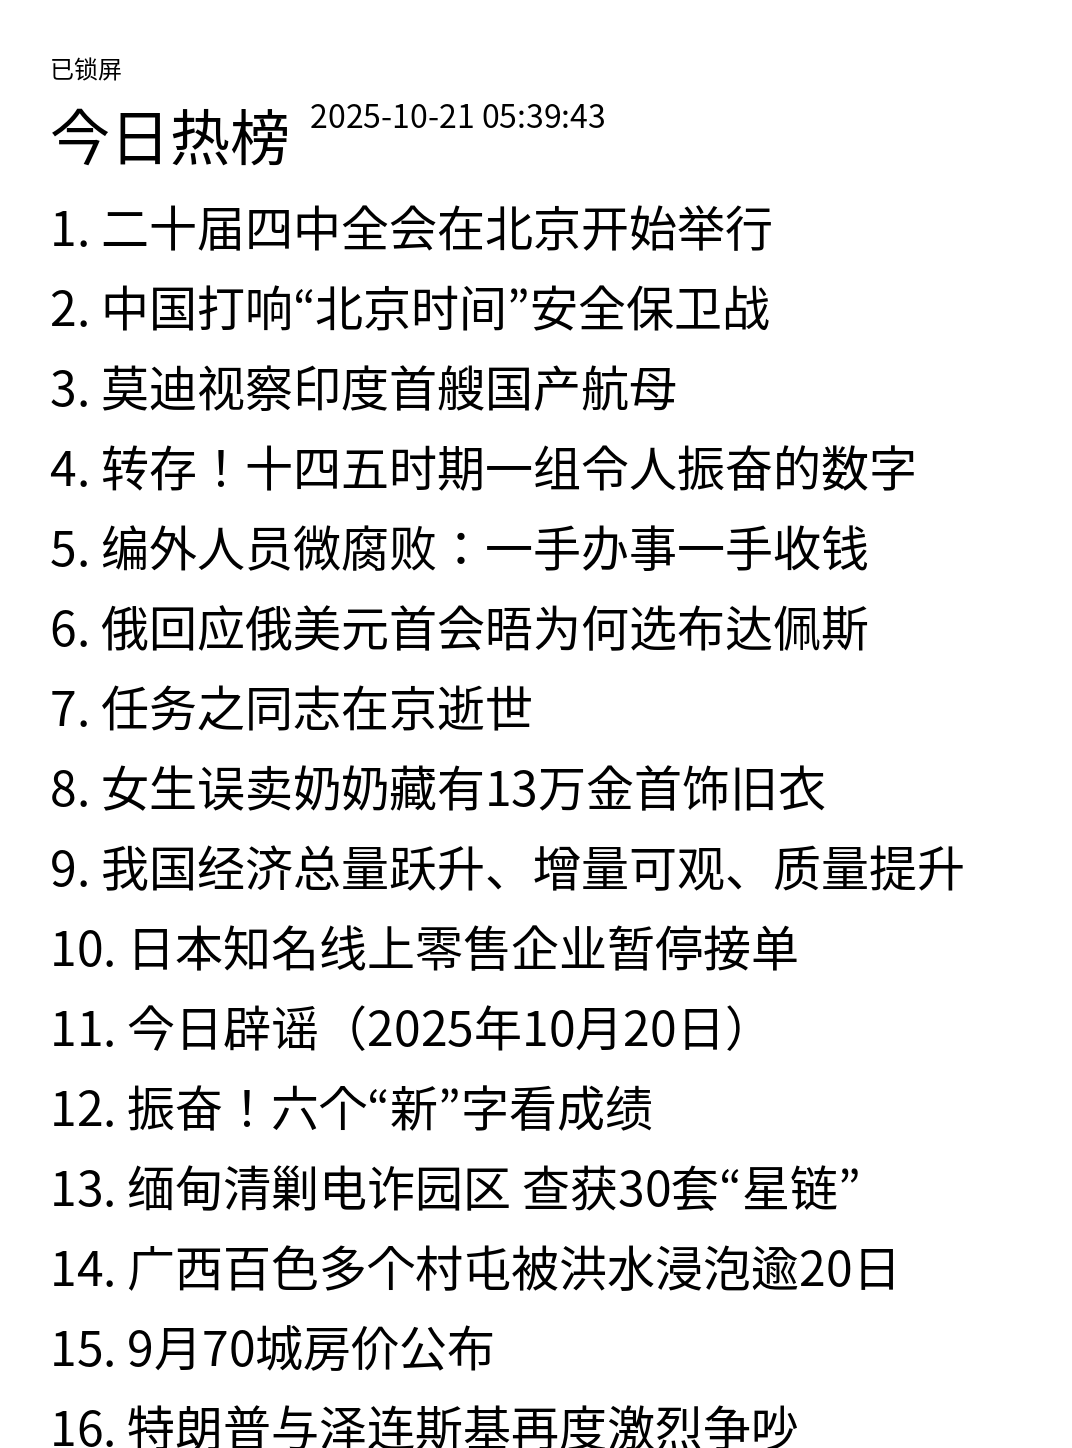 已锁屏
今日热榜 2025-10-21 05:39:43
1. 二十届四中全会在北京开始举行
2. 中国打响“北京时间”安全保卫战
3. 莫迪视察印度首艘国产航母
4. 转存！十四五时期一组令人振奋的数字
5. 编外人员微腐败：一手办事一手收钱
6. 俄回应俄美元首会晤为何选布达佩斯
7. 任务之同志在京逝世
8. 女生误卖奶奶藏有13万金首饰旧衣
9. 我国经济总量跃升、增量可观、质量提升
10. 日本知名线上零售企业暂停接单
11. 今日辟谣（2025年10月20日）
12. 振奋！六个“新”字看成绩
13. 缅甸清剿电诈园区 查获30套“星链”
14. 广西百色多个村屯被洪水浸泡逾20日
15. 9月70城房价公布
16. 特朗普与泽连斯基再度激烈争吵